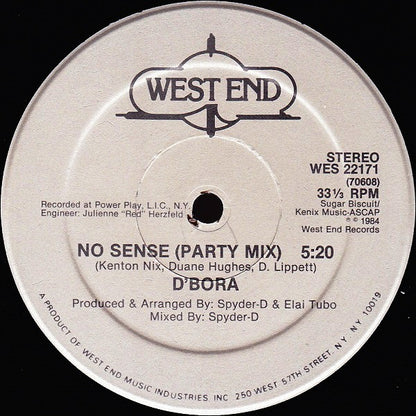 WEST END
STEREO
WES 22171
(70608)
33⅓ RPM
Sugar Biscuit/
Kenix Music-ASCAP
℗ © 1984
West End Records
Recorded at Power Play, L.I.C., N.Y.
Engineer: Julienne "Red" Herzfeld
NO SENSE (PARTY MIX) 5:20
(Kenton Nix, Duane Hughes, D. Lippett)
D'BORA
Produced & Arranged By: Spyder-D & Elai Tubo
Mixed By: Spyder-D
A PRODUCT OF WEST END MUSIC INDUSTRIES, INC 250 WEST 57TH STREET, N.Y. NY 10019